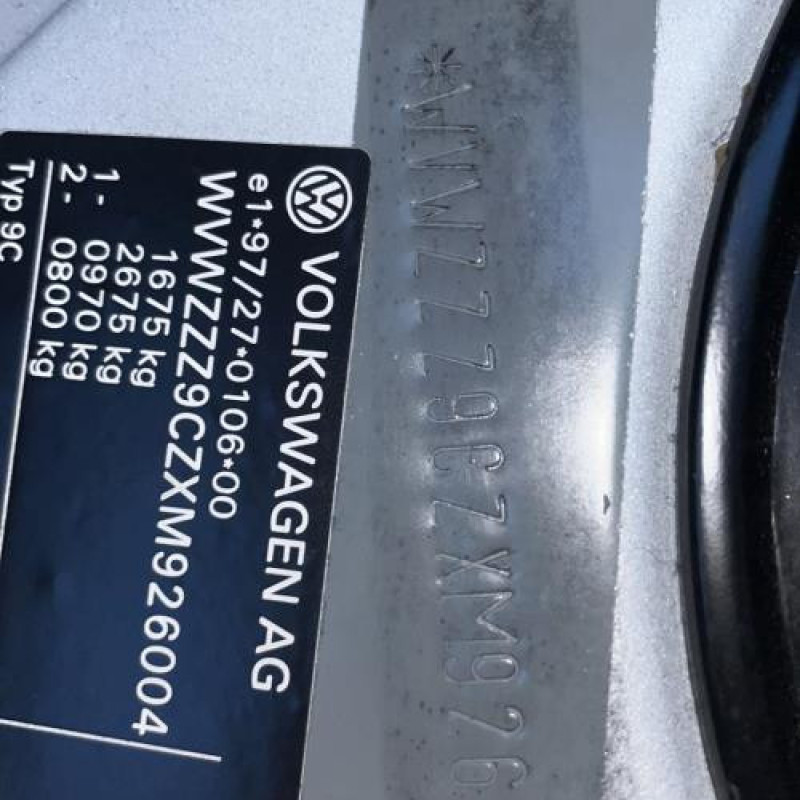 VOLKSWAGEN AG
e1*97/27*0106*00
WVWZZZ9CZXM926004
1675 kg
2675 kg
1- 0970 kg
2- 0800 kg
Typ 9C
*WVWZZZ9CZXM926